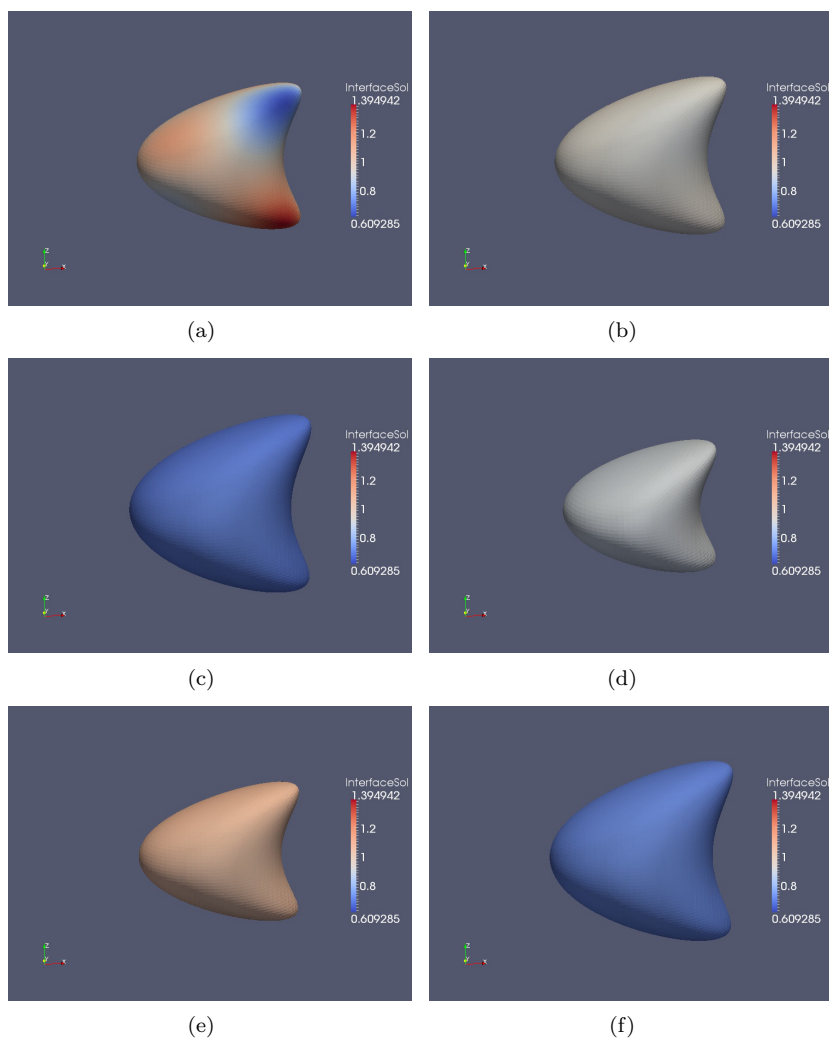 InterfaceSol
1.394942
1.2
1
0.8
0.609285
z
y
x
(a)
InterfaceSol
1.394942
1.2
1
0.8
0.609285
z
y
x
(b)
InterfaceSol
1.394942
1.2
1
0.8
0.609285
z
y
x
(c)
InterfaceSol
1.394942
1.2
1
0.8
0.609285
z
y
x
(d)
InterfaceSol
1.394942
1.2
1
0.8
0.609285
z
y
x
(e)
InterfaceSol
1.394942
1.2
1
0.8
0.609285
z
y
x
(f)